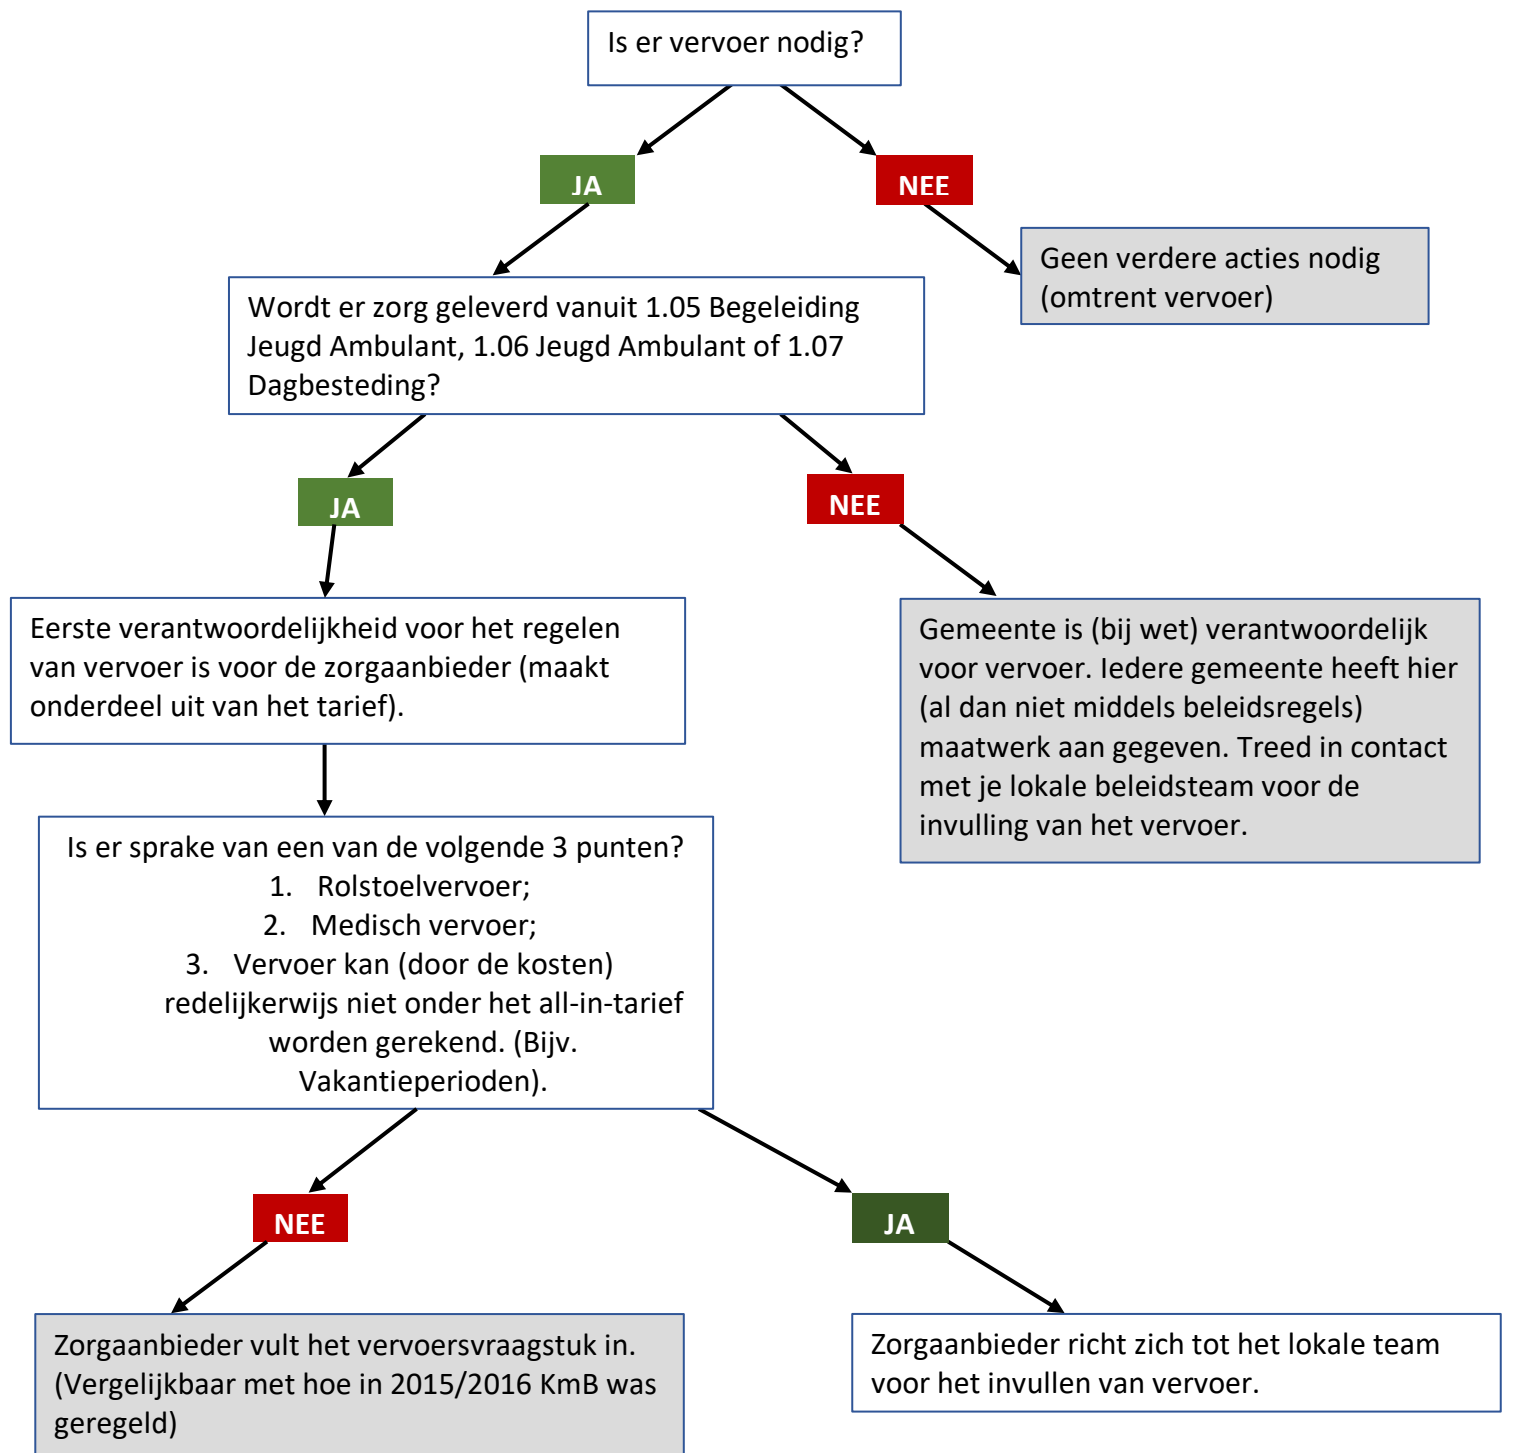 Is er vervoer nodig?
JA
NEE
Geen verdere acties nodig
(omtrent vervoer)
Wordt er zorg geleverd vanuit 1.05 Begeleiding
Jeugd Ambulant, 1.06 Jeugd Ambulant of 1.07
Dagbesteding?
JA
NEE
Eerste verantwoordelijkheid voor het regelen
van vervoer is voor de zorgaanbieder (maakt
onderdeel uit van het tarief).
Gemeente is (bij wet) verantwoordelijk
voor vervoer. Iedere gemeente heeft hier
(al dan niet middels beleidsregels)
maatwerk aan gegeven. Treed in contact
met je lokale beleidsteam voor de
invulling van het vervoer.
Is er sprake van een van de volgende 3 punten?
1. Rolstoelvervoer;
2. Medisch vervoer;
3. Vervoer kan (door de kosten)
redelijkerwijs niet onder het all-in-tarief
worden gerekend. (Bijv.
Vakantieperioden).
NEE
JA
Zorgaanbieder vult het vervoersvraagstuk in.
(Vergelijkbaar met hoe in 2015/2016 KmB was
geregeld)
Zorgaanbieder richt zich tot het lokale team
voor het invullen van vervoer.